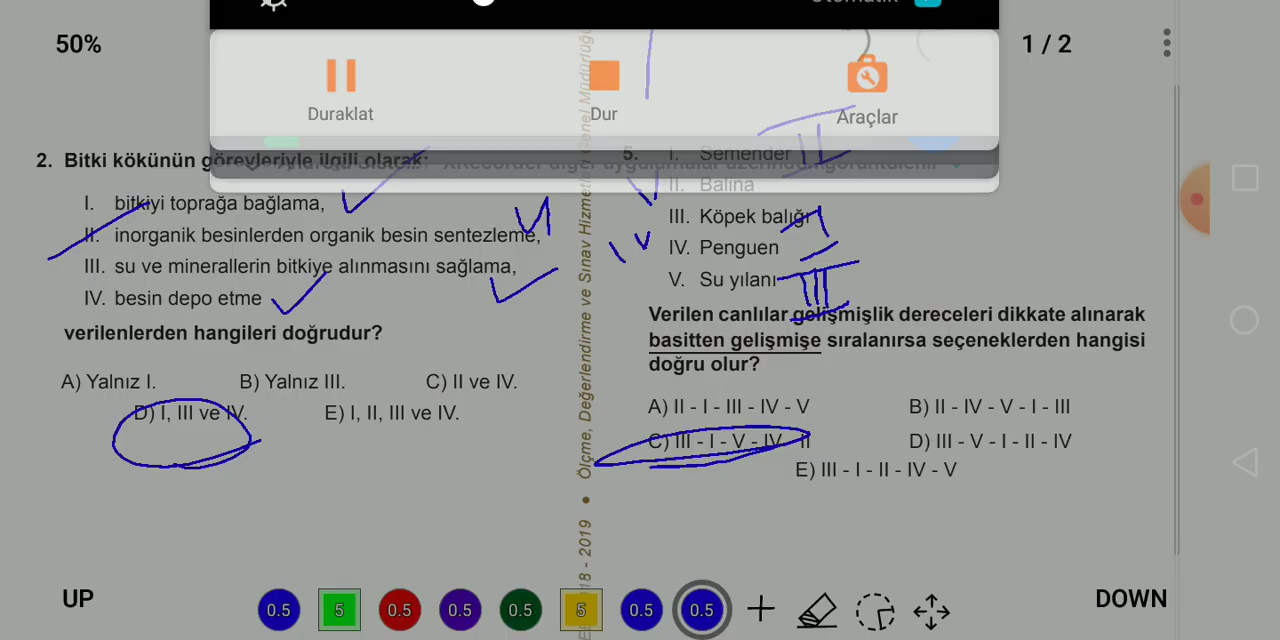 Otomatik
50%
1 / 2
Duraklat
Dur
Araçlar
2. Bitki kökünün görevleriyle ilgili olarak;
I. bitkiyi toprağa bağlama,
II. inorganik besinlerden organik besin sentezleme,
III. su ve minerallerin bitkiye alınmasını sağlama,
IV. besin depo etme
verilenlerden hangileri doğrudur?
A) Yalnız I.
B) Yalnız III.
C) II ve IV.
D) I, III ve IV.
E) I, II, III ve IV.
18 - 2019 • Ölçme, Değerlendirme ve Sınav Hizmetleri Genel Müdürlüğü
5. I. Semender II
II. Balina
III. Köpek balığı I
IV. Penguen
V. Su yılanı III
Verilen canlılar gelişmişlik dereceleri dikkate alınarak
basitten gelişmişe sıralanırsa seçeneklerden hangisi
doğru olur?
A) II - I - III - IV - V
B) II - IV - V - I - III
C) III - I - V - IV - II
D) III - V - I - II - IV
E) III - I - II - IV - V
UP
0.5
5
0.5
0.5
0.5
5
0.5
0.5
DOWN